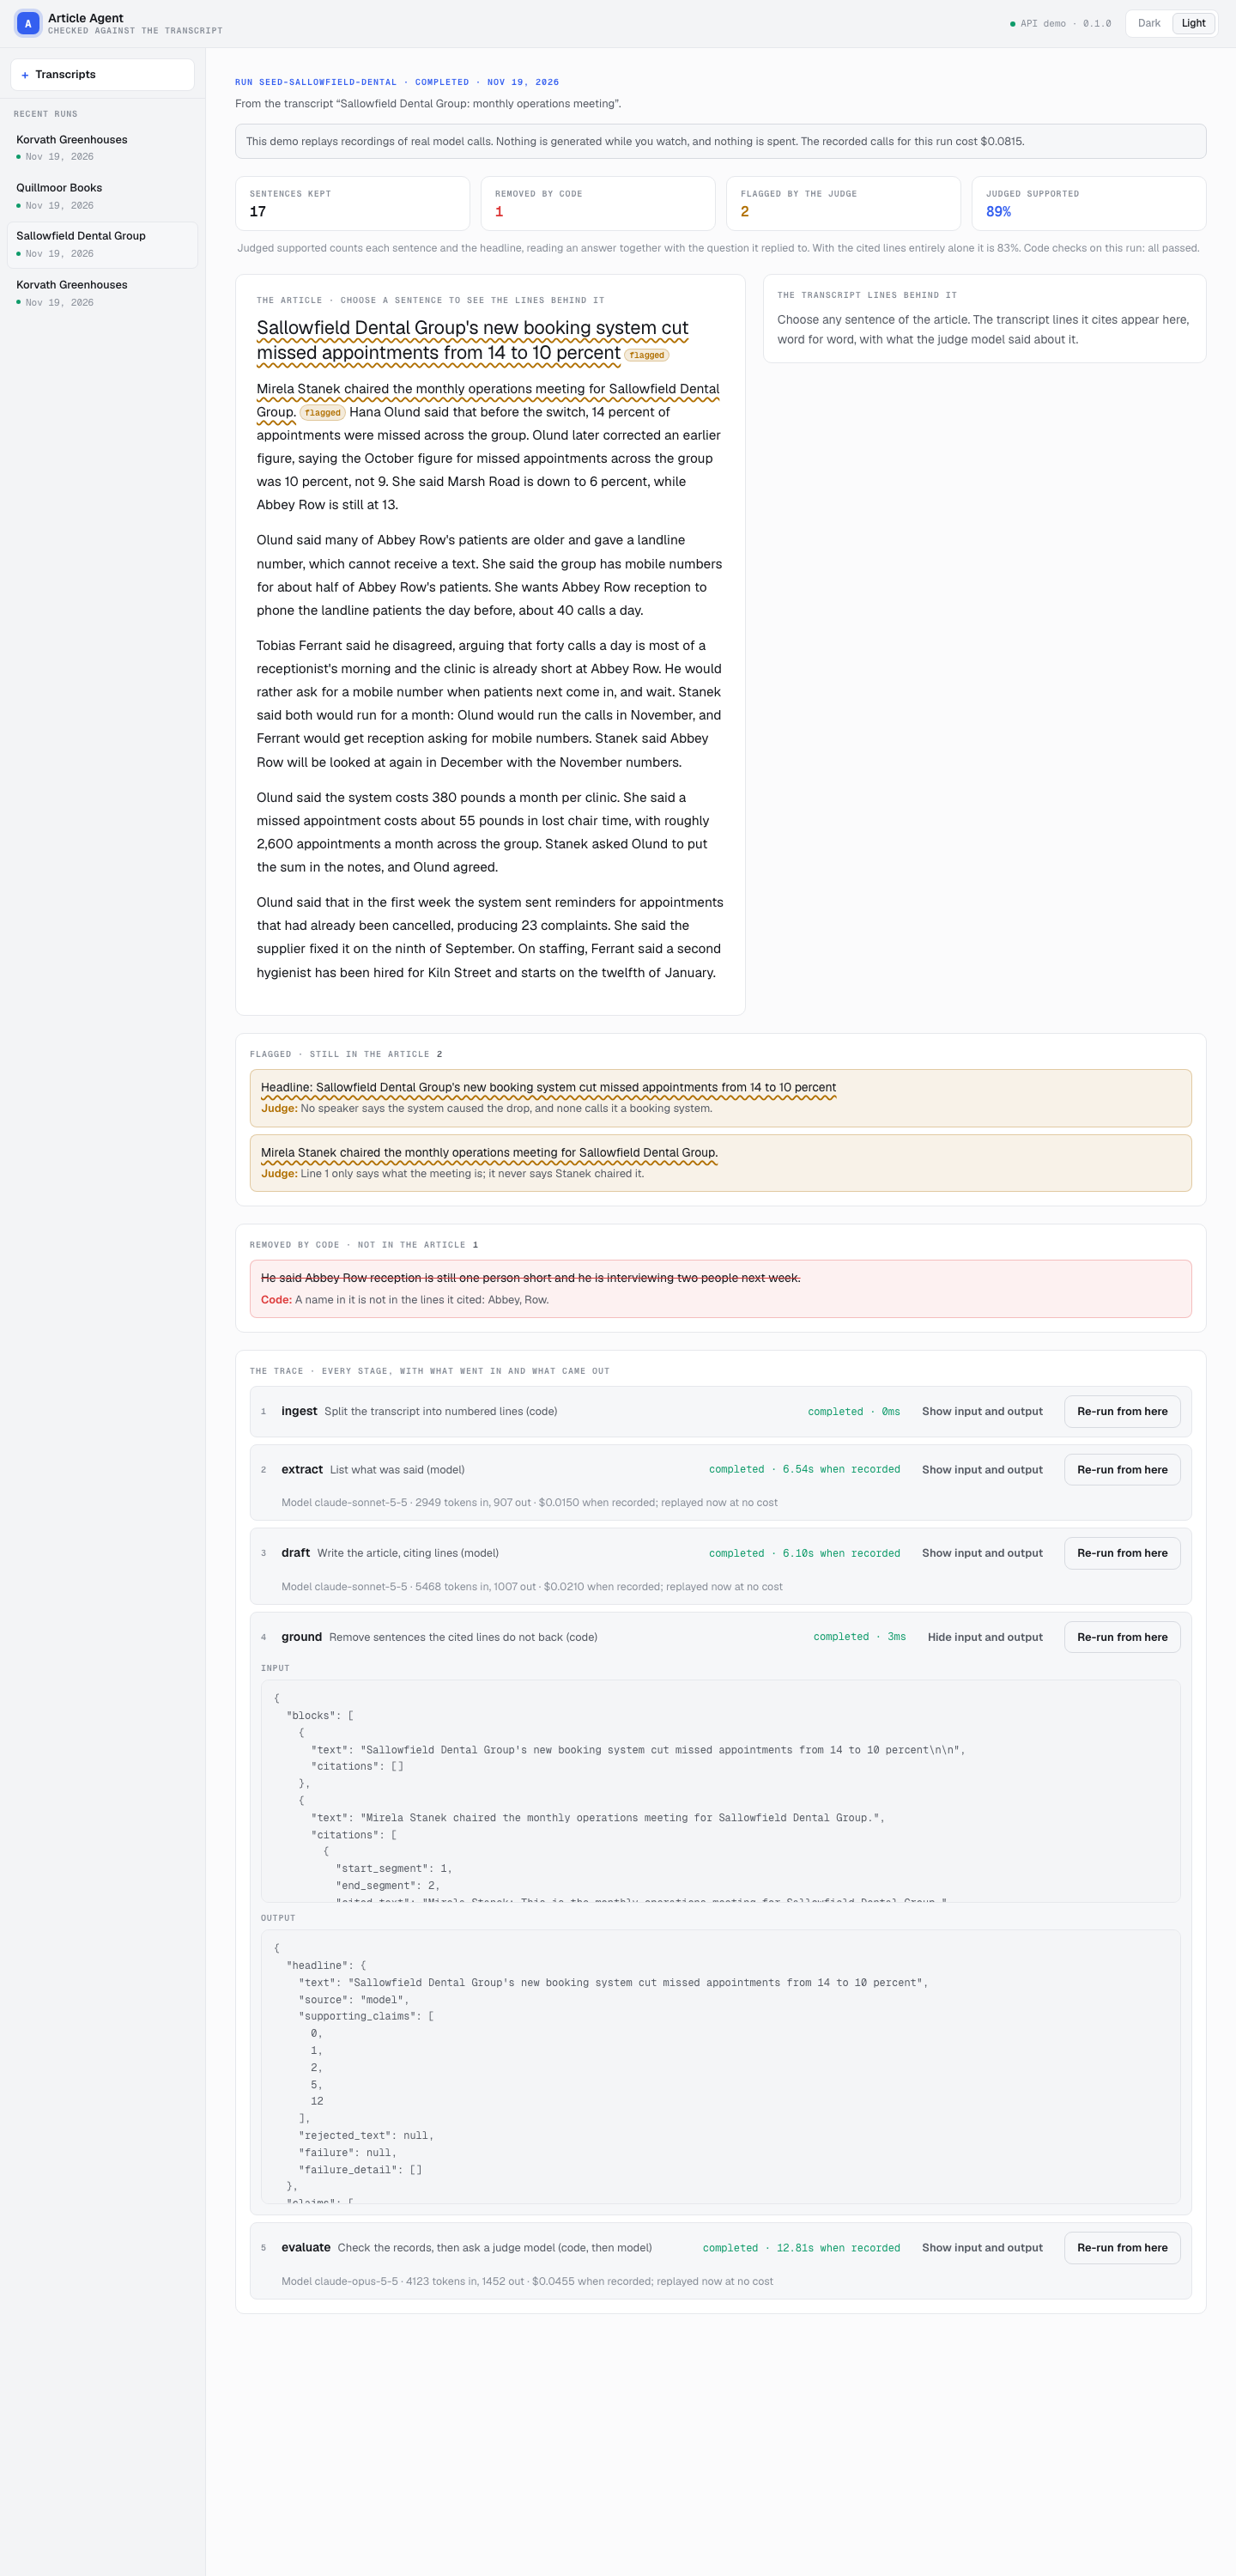 A
Article Agent
CHECKED AGAINST THE TRANSCRIPT
API demo · 0.1.0
Dark
Light
+ Transcripts
RECENT RUNS
Korvath Greenhouses
Nov 19, 2026
Quillmoor Books
Nov 19, 2026
Sallowfield Dental Group
Nov 19, 2026
Korvath Greenhouses
Nov 19, 2026
RUN SEED-SALLOWFIELD-DENTAL · COMPLETED · NOV 19, 2026
From the transcript “Sallowfield Dental Group: monthly operations meeting”.
This demo replays recordings of real model calls. Nothing is generated while you watch, and nothing is spent. The recorded calls for this run cost $0.0815.
SENTENCES KEPT
17
REMOVED BY CODE
1
FLAGGED BY THE JUDGE
2
JUDGED SUPPORTED
89%
Judged supported counts each sentence and the headline, reading an answer together with the question it replied to. With the cited lines entirely alone it is 83%. Code checks on this run: all passed.
THE ARTICLE · CHOOSE A SENTENCE TO SEE THE LINES BEHIND IT
Sallowfield Dental Group's new booking system cut
missed appointments from 14 to 10 percent flagged
Mirela Stanek chaired the monthly operations meeting for Sallowfield Dental
Group. flagged Hana Olund said that before the switch, 14 percent of
appointments were missed across the group. Olund later corrected an earlier
figure, saying the October figure for missed appointments across the group
was 10 percent, not 9. She said Marsh Road is down to 6 percent, while
Abbey Row is still at 13.
Olund said many of Abbey Row's patients are older and gave a landline
number, which cannot receive a text. She said the group has mobile numbers
for about half of Abbey Row's patients. She wants Abbey Row reception to
phone the landline patients the day before, about 40 calls a day.
Tobias Ferrant said he disagreed, arguing that forty calls a day is most of a
receptionist's morning and the clinic is already short at Abbey Row. He would
rather ask for a mobile number when patients next come in, and wait. Stanek
said both would run for a month: Olund would run the calls in November, and
Ferrant would get reception asking for mobile numbers. Stanek said Abbey
Row will be looked at again in December with the November numbers.
Olund said the system costs 380 pounds a month per clinic. She said a
missed appointment costs about 55 pounds in lost chair time, with roughly
2,600 appointments a month across the group. Stanek asked Olund to put
the sum in the notes, and Olund agreed.
Olund said that in the first week the system sent reminders for appointments
that had already been cancelled, producing 23 complaints. She said the
supplier fixed it on the ninth of September. On staffing, Ferrant said a second
hygienist has been hired for Kiln Street and starts on the twelfth of January.
THE TRANSCRIPT LINES BEHIND IT
Choose any sentence of the article. The transcript lines it cites appear here,
word for word, with what the judge model said about it.
FLAGGED · STILL IN THE ARTICLE 2
Headline: Sallowfield Dental Group's new booking system cut missed appointments from 14 to 10 percent
Judge: No speaker says the system caused the drop, and none calls it a booking system.
Mirela Stanek chaired the monthly operations meeting for Sallowfield Dental Group.
Judge: Line 1 only says what the meeting is; it never says Stanek chaired it.
REMOVED BY CODE · NOT IN THE ARTICLE 1
He said Abbey Row reception is still one person short and he is interviewing two people next week.
Code: A name in it is not in the lines it cited: Abbey, Row.
THE TRACE · EVERY STAGE, WITH WHAT WENT IN AND WHAT CAME OUT
1 ingest Split the transcript into numbered lines (code) completed · 0ms Show input and output Re-run from here
2 extract List what was said (model) completed · 6.54s when recorded Show input and output Re-run from here
Model claude-sonnet-5-5 · 2949 tokens in, 907 out · $0.0150 when recorded; replayed now at no cost
3 draft Write the article, citing lines (model) completed · 6.10s when recorded Show input and output Re-run from here
Model claude-sonnet-5-5 · 5468 tokens in, 1007 out · $0.0210 when recorded; replayed now at no cost
4 ground Remove sentences the cited lines do not back (code) completed · 3ms Hide input and output Re-run from here
INPUT
{
"blocks": [
{
"text": "Sallowfield Dental Group's new booking system cut missed appointments from 14 to 10 percent\n\n",
"citations": []
},
{
"text": "Mirela Stanek chaired the monthly operations meeting for Sallowfield Dental Group.",
"citations": [
{
"start_segment": 1,
"end_segment": 2,
"cited_text": "Mirela Stanek: This is the monthly operations meeting for Sallowfield Dental Group."
OUTPUT
{
"headline": {
"text": "Sallowfield Dental Group's new booking system cut missed appointments from 14 to 10 percent",
"source": "model",
"supporting_claims": [
0,
1,
2,
5,
12
],
"rejected_text": null,
"failure": null,
"failure_detail": []
},
"claims": [
5 evaluate Check the records, then ask a judge model (code, then model) completed · 12.81s when recorded Show input and output Re-run from here
Model claude-opus-5-5 · 4123 tokens in, 1452 out · $0.0455 when recorded; replayed now at no cost